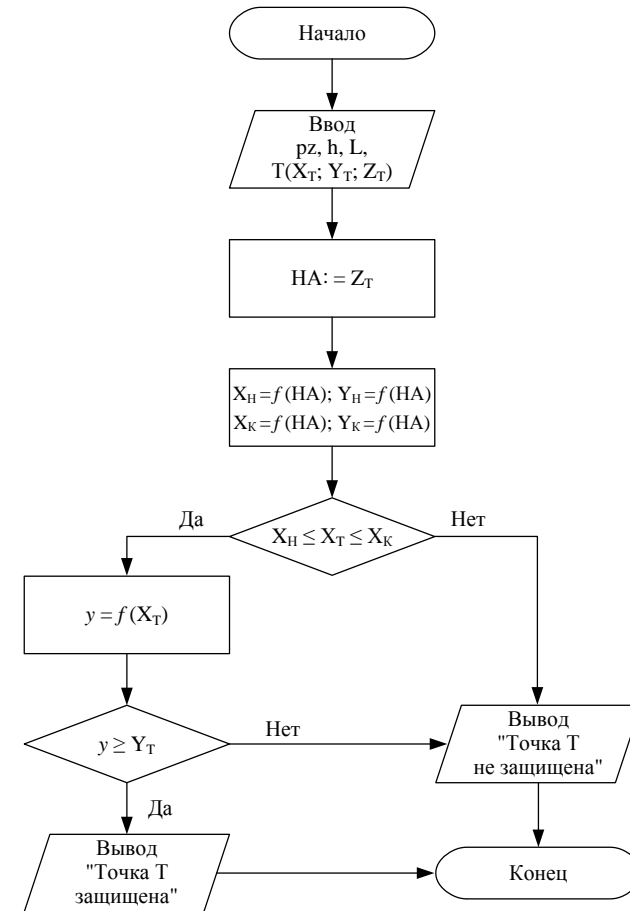 Начало
Ввод
pz, h, L,
T(X_T; Y_T; Z_T)
HA: = Z_T
X_H = f (HA); Y_H = f (HA)
X_K = f (HA); Y_K = f (HA)
Да
Нет
X_H ≤ X_T ≤ X_K
y = f (X_T)
y ≥ Y_T
Нет
Вывод
"Точка Т
не защищена"
Да
Вывод
"Точка Т
защищена"
Конец